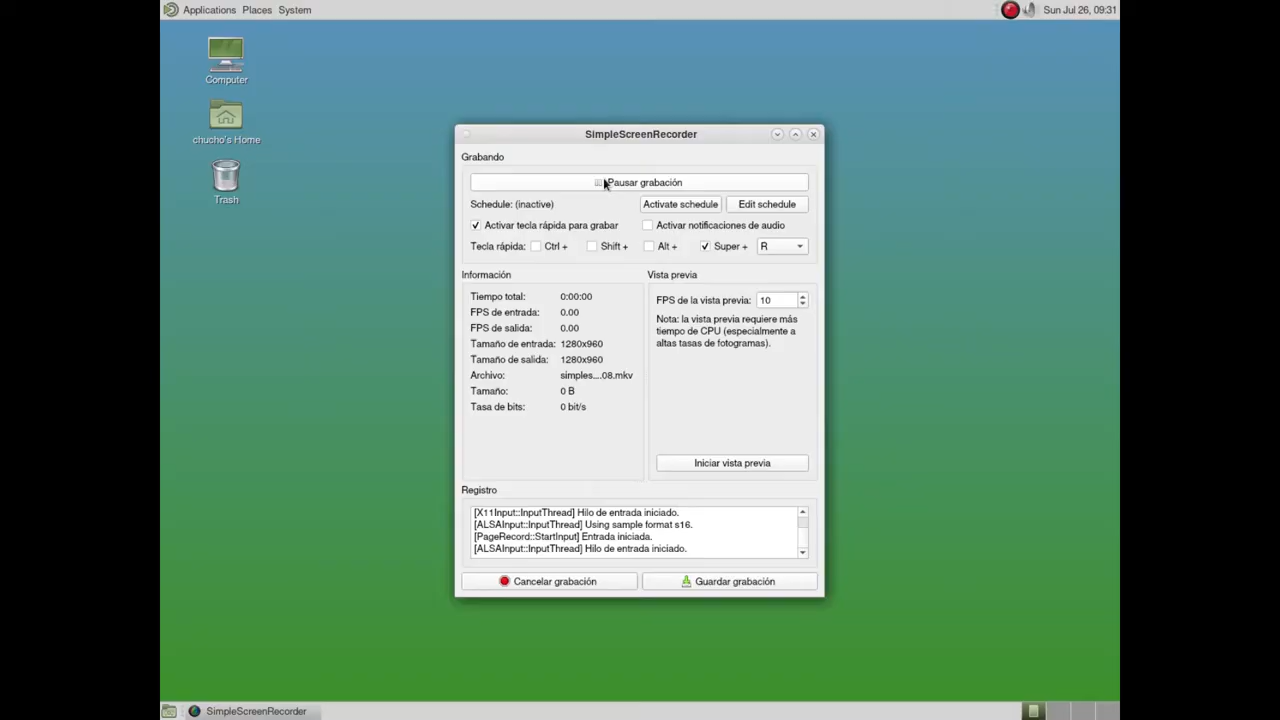 Applications Places System
Sun Jul 26, 09:31
Computer
chucho's Home
Trash
SimpleScreenRecorder
Grabando
Pausar grabación
Schedule: (inactive) Activate schedule Edit schedule
Activar tecla rápida para grabar Activar notificaciones de audio
Tecla rápida: Ctrl + Shift + Alt + Super + R
Información
Tiempo total: 0:00:00
FPS de entrada: 0.00
FPS de salida: 0.00
Tamaño de entrada: 1280x960
Tamaño de salida: 1280x960
Archivo: simples....08.mkv
Tamaño: 0 B
Tasa de bits: 0 bit/s
Vista previa
FPS de la vista previa: 10
Nota: la vista previa requiere más
tiempo de CPU (especialmente a
altas tasas de fotogramas).
Iniciar vista previa
Registro
[X11Input::InputThread] Hilo de entrada iniciado.
[ALSAInput::InputThread] Using sample format s16.
[PageRecord::StartInput] Entrada iniciada.
[ALSAInput::InputThread] Hilo de entrada iniciado.
Cancelar grabación Guardar grabación
SimpleScreenRecorder